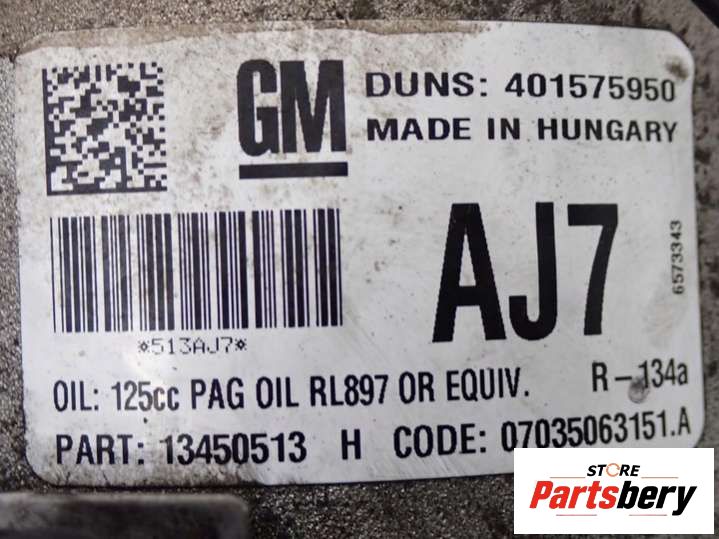 GM
DUNS: 401575950
MADE IN HUNGARY
AJ7
6573343
*513AJ7*
OIL: 125cc PAG OIL RL897 OR EQUIV. R-134a
PART: 13450513 H CODE: 07035063151.A
STORE
Partsbery